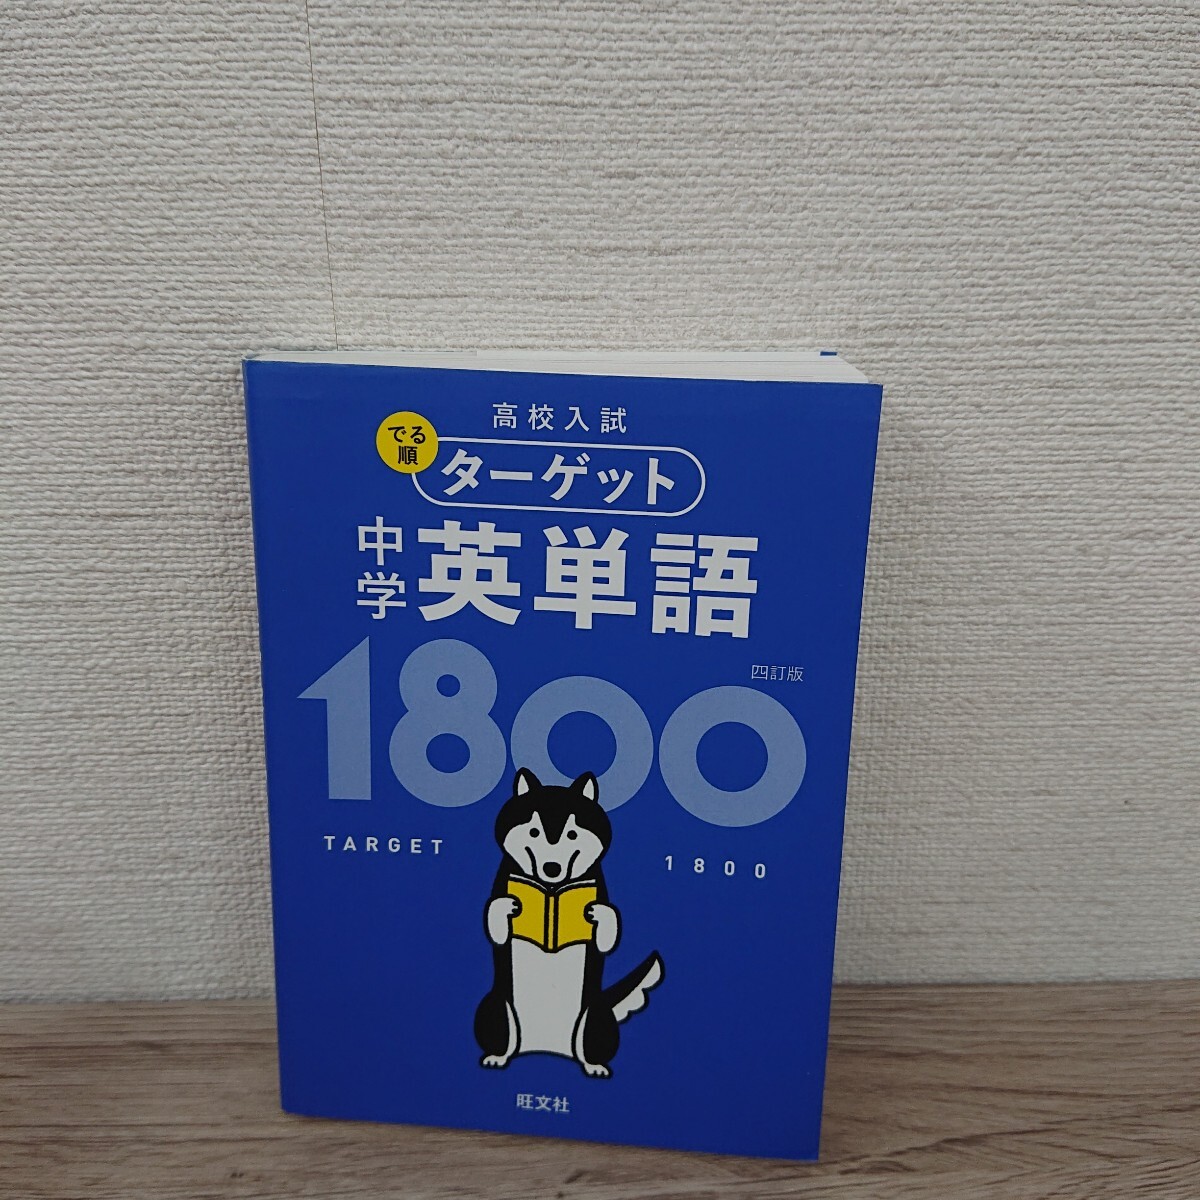 高校入試
でる
順
ターゲット
中学
英単語
1800
四訂版
TARGET 1800
旺文社